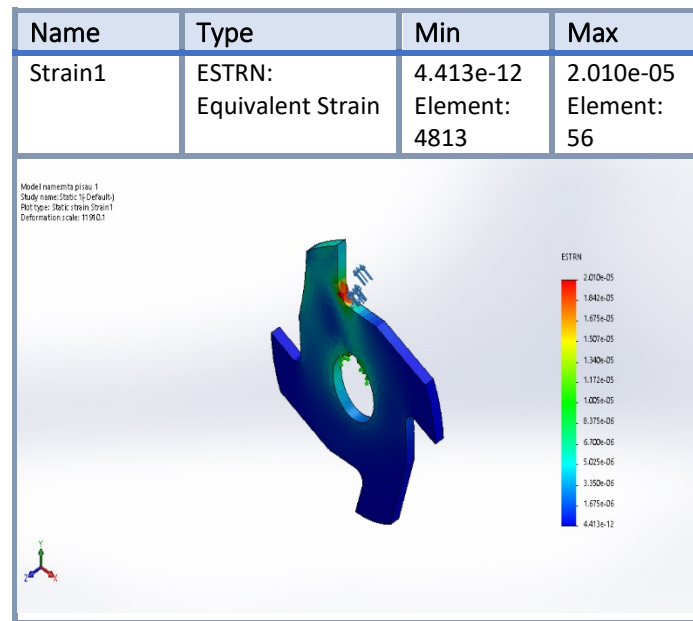 Name Type Min Max
Strain1 ESTRN: 4.413e-12 2.010e-05
Equivalent Strain Element: Element:
4813 56
Model name:mta pisau 1
Study name:Static 1(-Default-)
Plot type: Static strain Strain1
Deformation scale: 11910.1
ESTRN
2.010e-05
1.842e-05
1.675e-05
1.507e-05
1.340e-05
1.172e-05
1.005e-05
8.375e-06
6.700e-06
5.025e-06
3.350e-06
1.675e-06
4.413e-12
Y
Z X